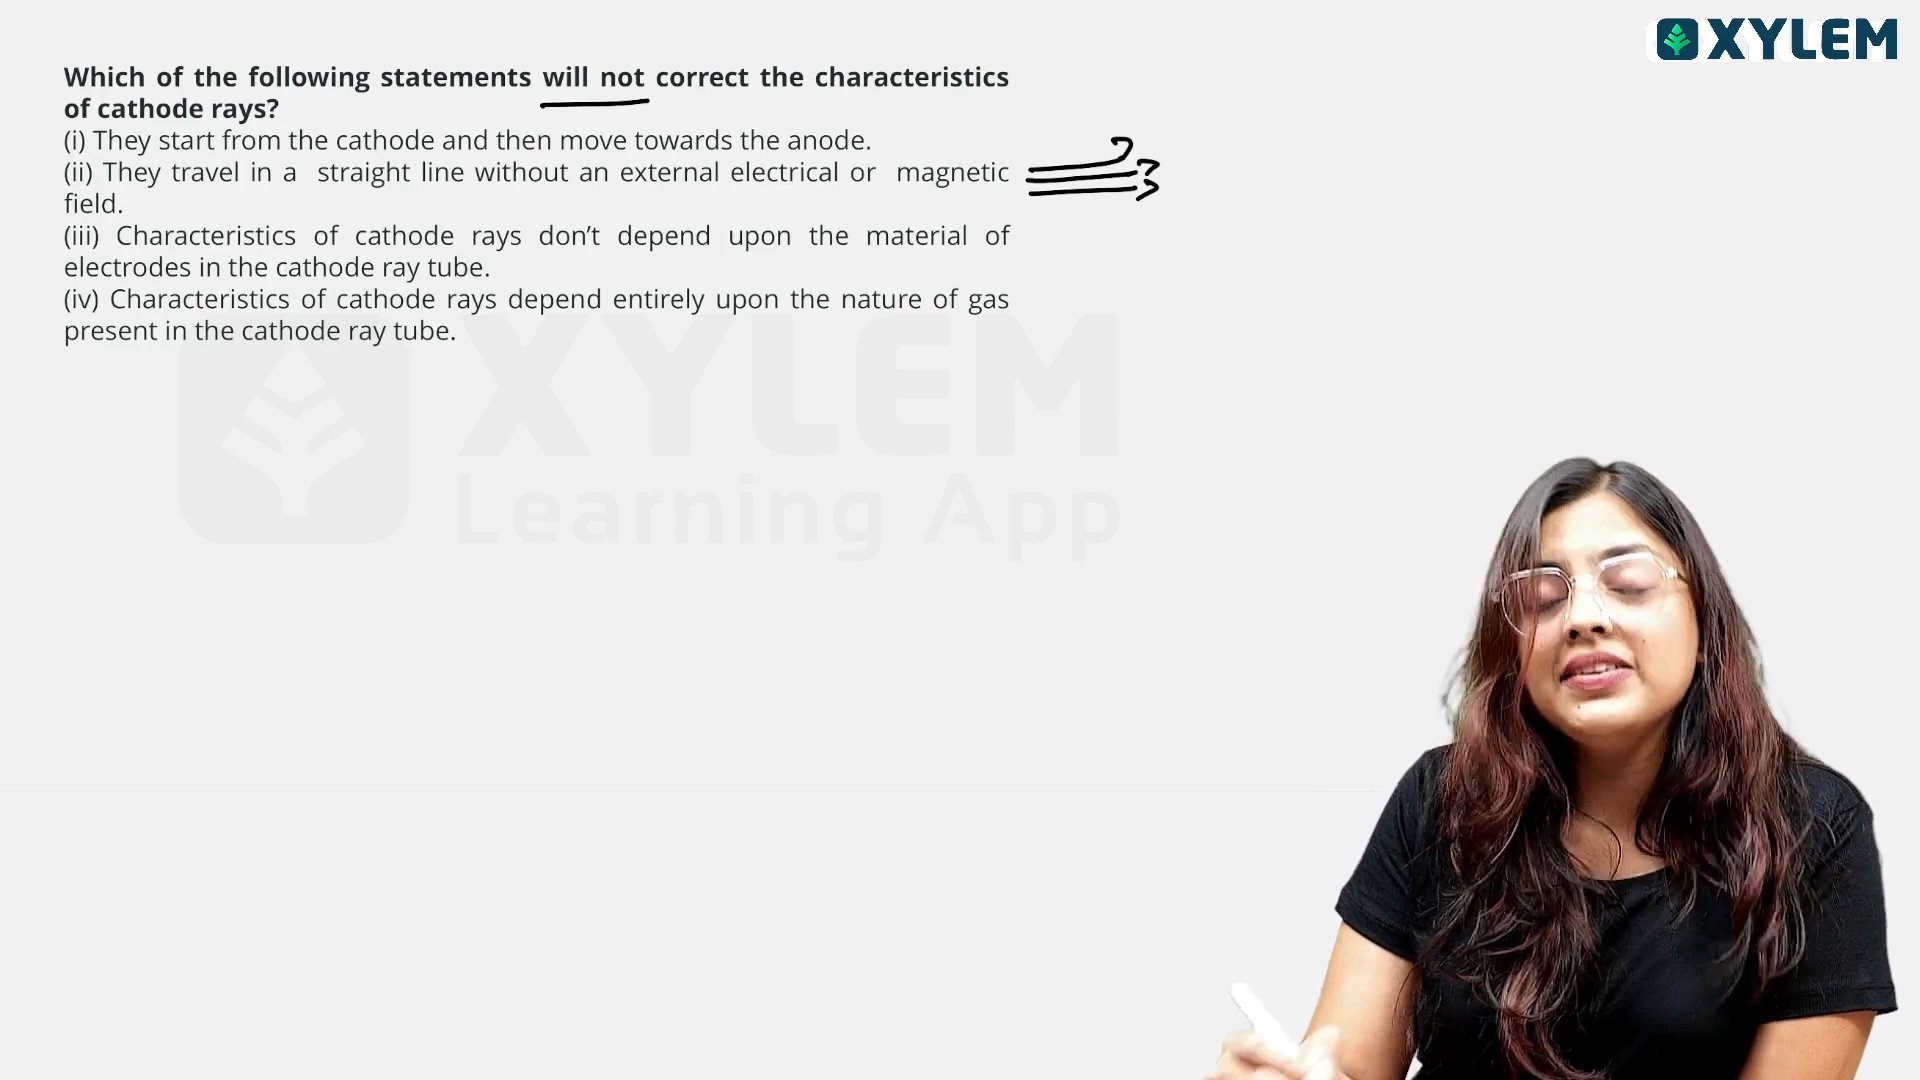 XYLEM
Which of the following statements will not correct the characteristics
of cathode rays?
(i) They start from the cathode and then move towards the anode.
(ii) They travel in a straight line without an external electrical or magnetic
field.
(iii) Characteristics of cathode rays don’t depend upon the material of
electrodes in the cathode ray tube.
(iv) Characteristics of cathode rays depend entirely upon the nature of gas
present in the cathode ray tube.
XYLEM
Learning App